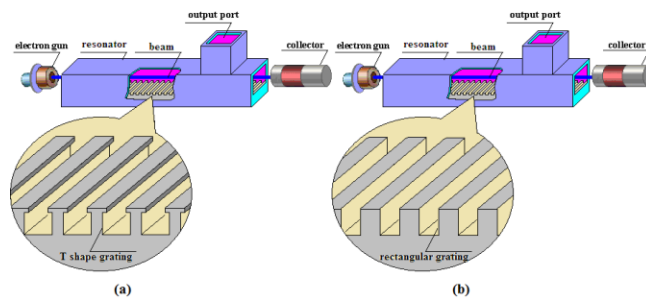 output port
electron gun
resonator
beam
collector
T shape grating
(a)
output port
electron gun
resonator
beam
collector
rectangular grating
(b)